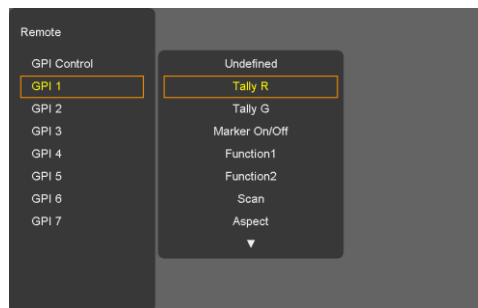 Remote
GPI Control
GPI 1
GPI 2
GPI 3
GPI 4
GPI 5
GPI 6
GPI 7
Undefined
Tally R
Tally G
Marker On/Off
Function1
Function2
Scan
Aspect
▼